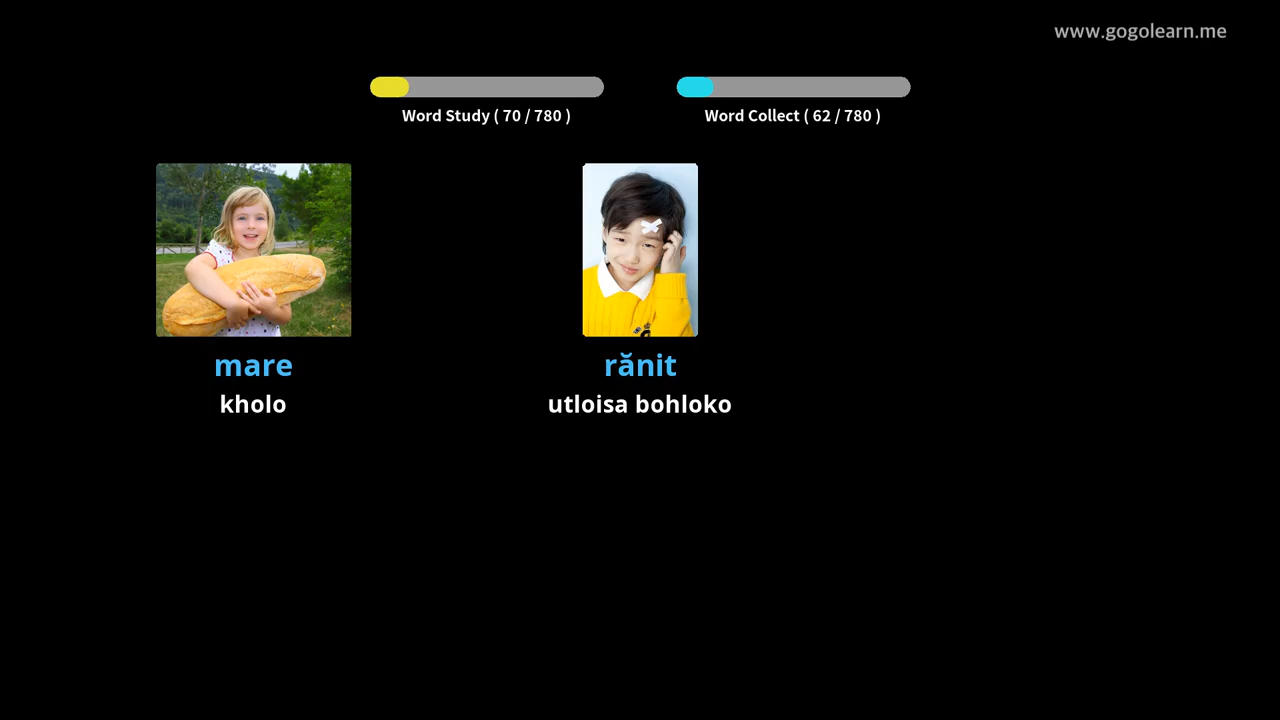 www.gogolearn.me
Word Study ( 70 / 780 )
Word Collect ( 62 / 780 )
mare
kholo
rănit
utloisa bohloko